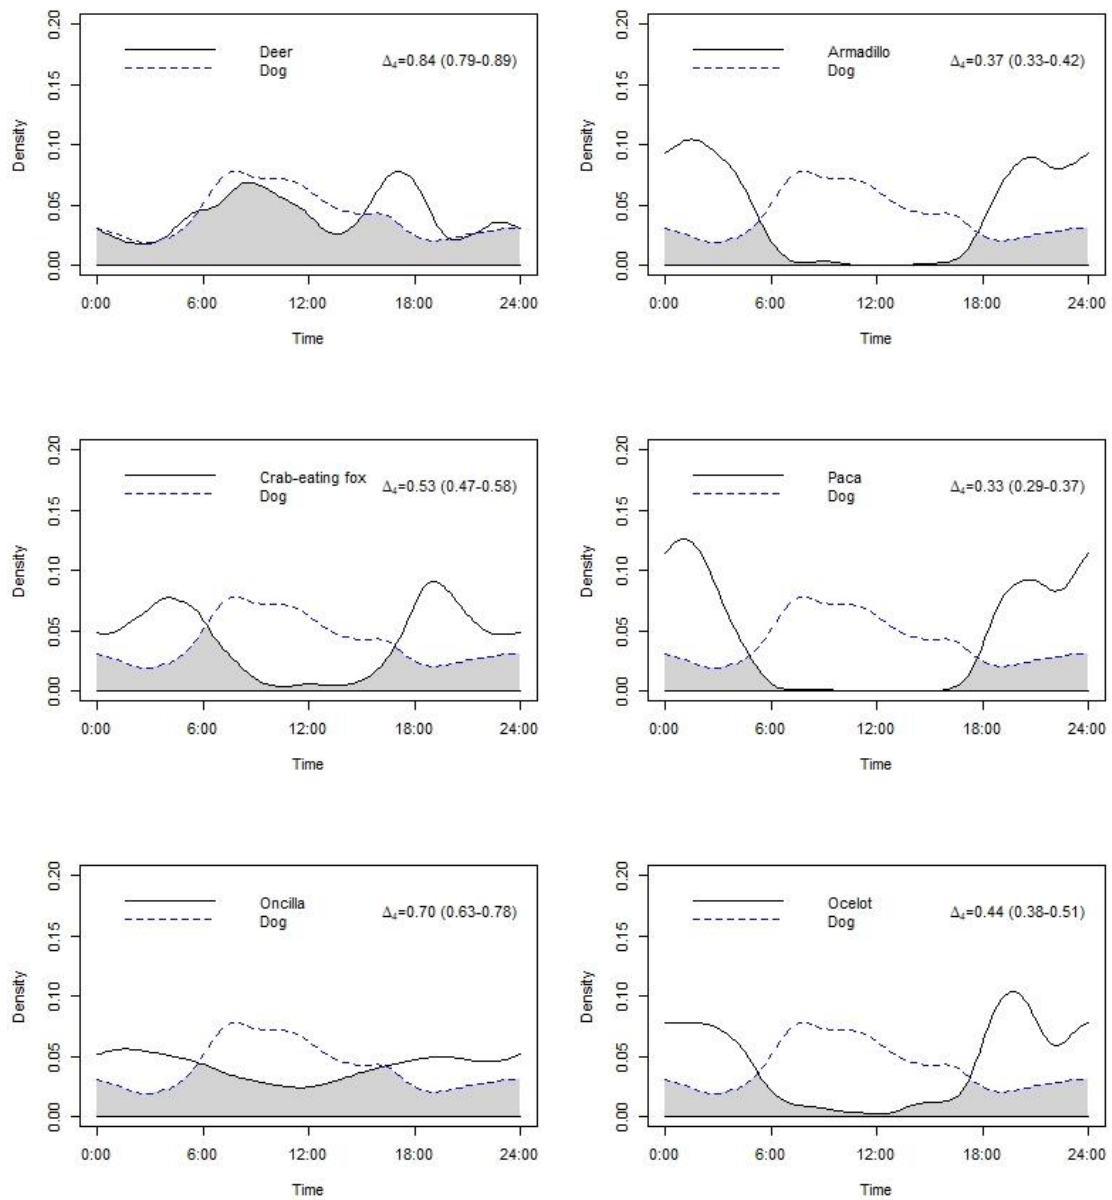 0.20
0.15
0.10
0.05
0.00
Density
Deer
Dog
Δ4=0.84 (0.79-0.89)
0:00 6:00 12:00 18:00 24:00
Time
0.20
0.15
0.10
0.05
0.00
Density
Armadillo
Dog
Δ4=0.37 (0.33-0.42)
0:00 6:00 12:00 18:00 24:00
Time
0.20
0.15
0.10
0.05
0.00
Density
Crab-eating fox
Dog
Δ4=0.53 (0.47-0.58)
0:00 6:00 12:00 18:00 24:00
Time
0.20
0.15
0.10
0.05
0.00
Density
Paca
Dog
Δ4=0.33 (0.29-0.37)
0:00 6:00 12:00 18:00 24:00
Time
0.20
0.15
0.10
0.05
0.00
Density
Oncilla
Dog
Δ4=0.70 (0.63-0.78)
0:00 6:00 12:00 18:00 24:00
Time
0.20
0.15
0.10
0.05
0.00
Density
Ocelot
Dog
Δ4=0.44 (0.38-0.51)
0:00 6:00 12:00 18:00 24:00
Time